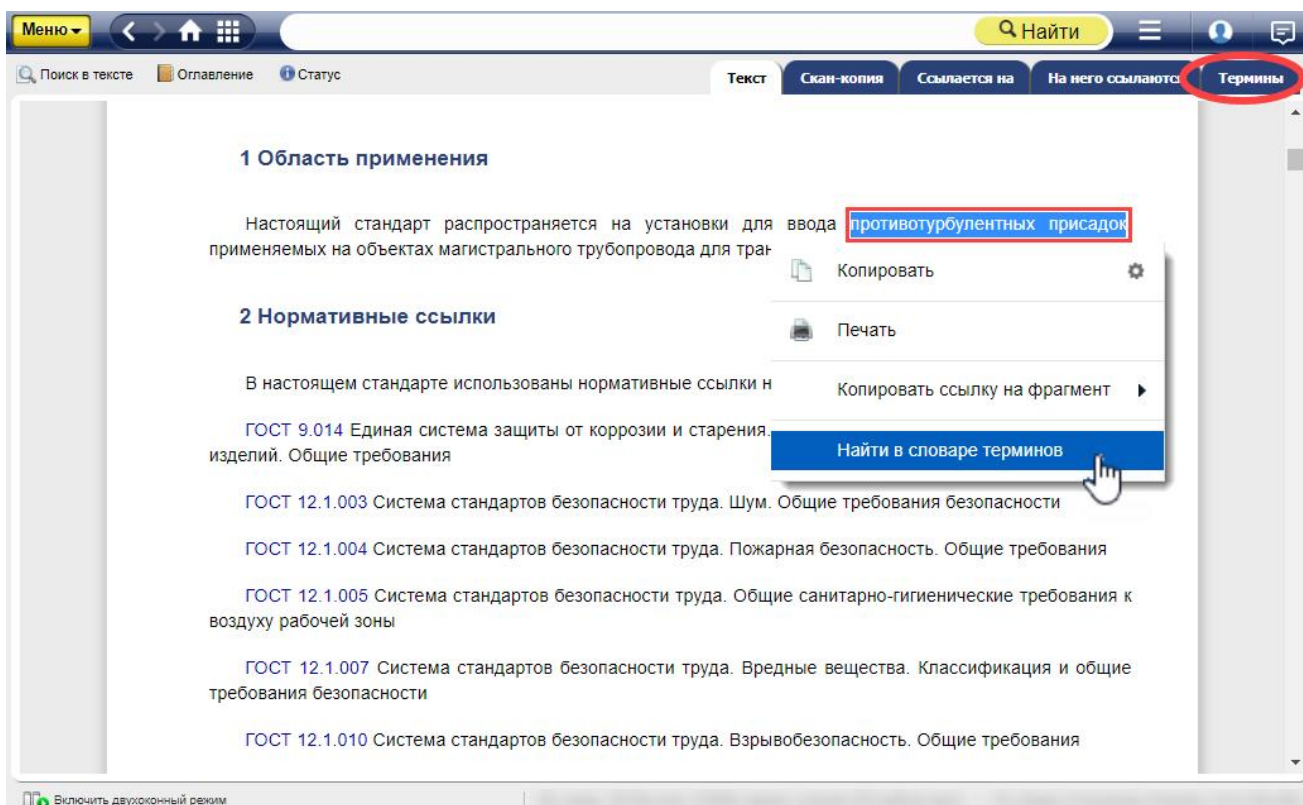 Меню
Найти
Поиск в тексте Оглавление Статус
Текст Скан-копия Ссылается на На него ссылаются Термины
1 Область применения
Настоящий стандарт распространяется на установки для ввода противотурбулентных присадок
применяемых на объектах магистрального трубопровода для тран
Копировать
2 Нормативные ссылки
Печать
В настоящем стандарте использованы нормативные ссылки н
Копировать ссылку на фрагмент
ГОСТ 9.014 Единая система защиты от коррозии и старения.
изделий. Общие требования
Найти в словаре терминов
ГОСТ 12.1.003 Система стандартов безопасности труда. Шум. Общие требования безопасности
ГОСТ 12.1.004 Система стандартов безопасности труда. Пожарная безопасность. Общие требования
ГОСТ 12.1.005 Система стандартов безопасности труда. Общие санитарно-гигиенические требования к
воздуху рабочей зоны
ГОСТ 12.1.007 Система стандартов безопасности труда. Вредные вещества. Классификация и общие
требования безопасности
ГОСТ 12.1.010 Система стандартов безопасности труда. Взрывобезопасность. Общие требования
Включить двухоконный режим